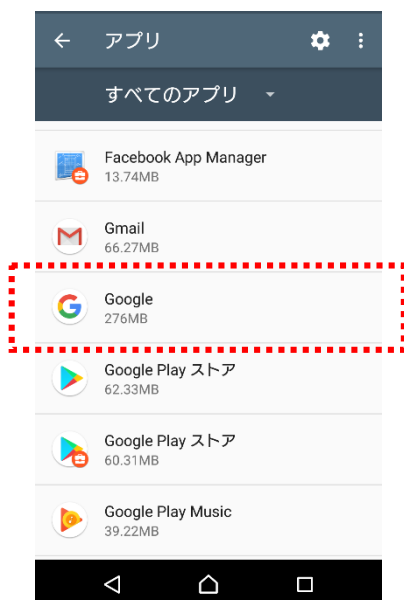 アプリ
すべてのアプリ
Facebook App Manager
13.74MB
Gmail
66.27MB
Google
276MB
Google Play ストア
62.33MB
Google Play ストア
60.31MB
Google Play Music
39.22MB